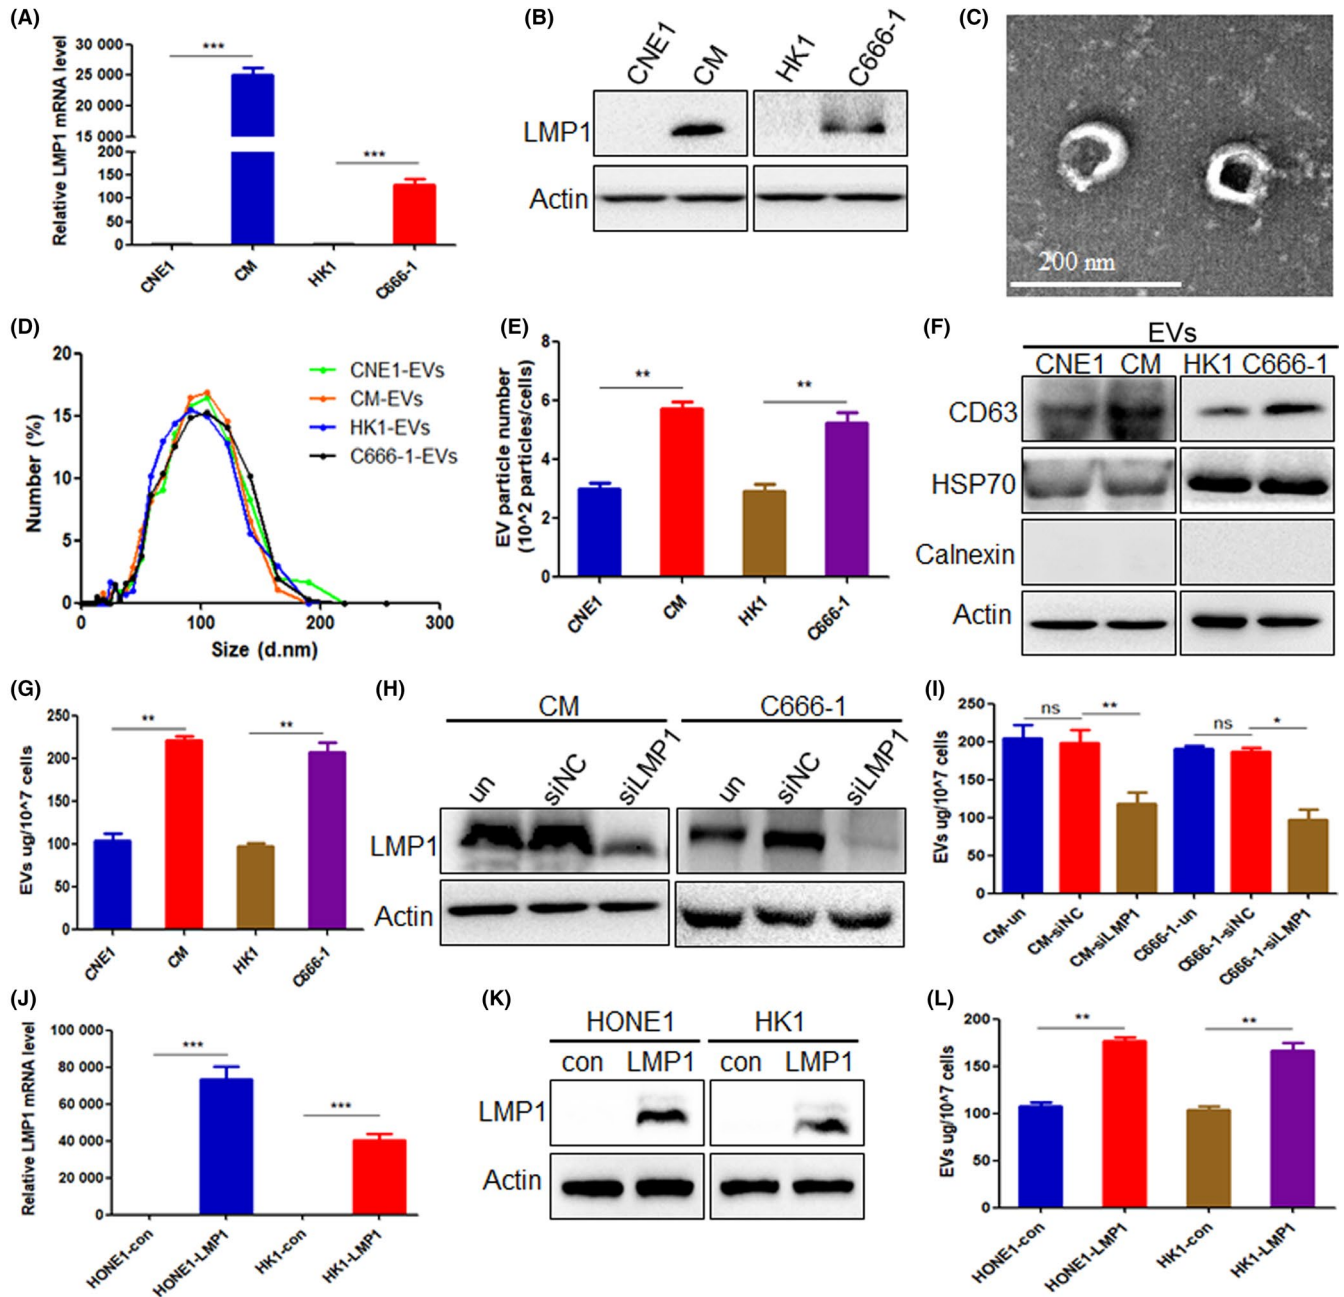 (A)
Relative LMP1 mRNA level
30 000
25 000
20 000
15 000
200
150
100
50
0
***
***
CNE1
CM
HK1
C666-1
(B)
CNE1
CM
HK1
C666-1
LMP1
Actin
(C)
200 nm
(D)
Number (%)
20
15
10
5
0
0
100
200
300
Size (d.nm)
CNE1-EVs
CM-EVs
HK1-EVs
C666-1-EVs
(E)
EV particle number
(10^2 particles/cells)
8
6
4
2
0
**
**
CNE1
CM
HK1
C666-1
(F)
EVs
CNE1 CM HK1 C666-1
CD63
HSP70
Calnexin
Actin
(G)
EVs ug/10^7 cells
250
200
150
100
50
0
**
**
CNE1
CM
HK1
C666-1
(H)
CM
C666-1
un
siNC
siLMP1
un
siNC
siLMP1
LMP1
Actin
(I)
EVs ug/10^7 cells
250
200
150
100
50
0
ns
**
ns
*
CM-un
CM-siNC
CM-siLMP1
C666-1-un
C666-1-siNC
C666-1-siLMP1
(J)
Relative LMP1 mRNA level
100 000
80 000
60 000
40 000
20 000
0
***
***
HONE1-con
HONE1-LMP1
HK1-con
HK1-LMP1
(K)
HONE1
HK1
con LMP1 con LMP1
LMP1
Actin
(L)
EVs ug/10^7 cells
200
150
100
50
0
**
**
HONE1-con
HONE1-LMP1
HK1-con
HK1-LMP1